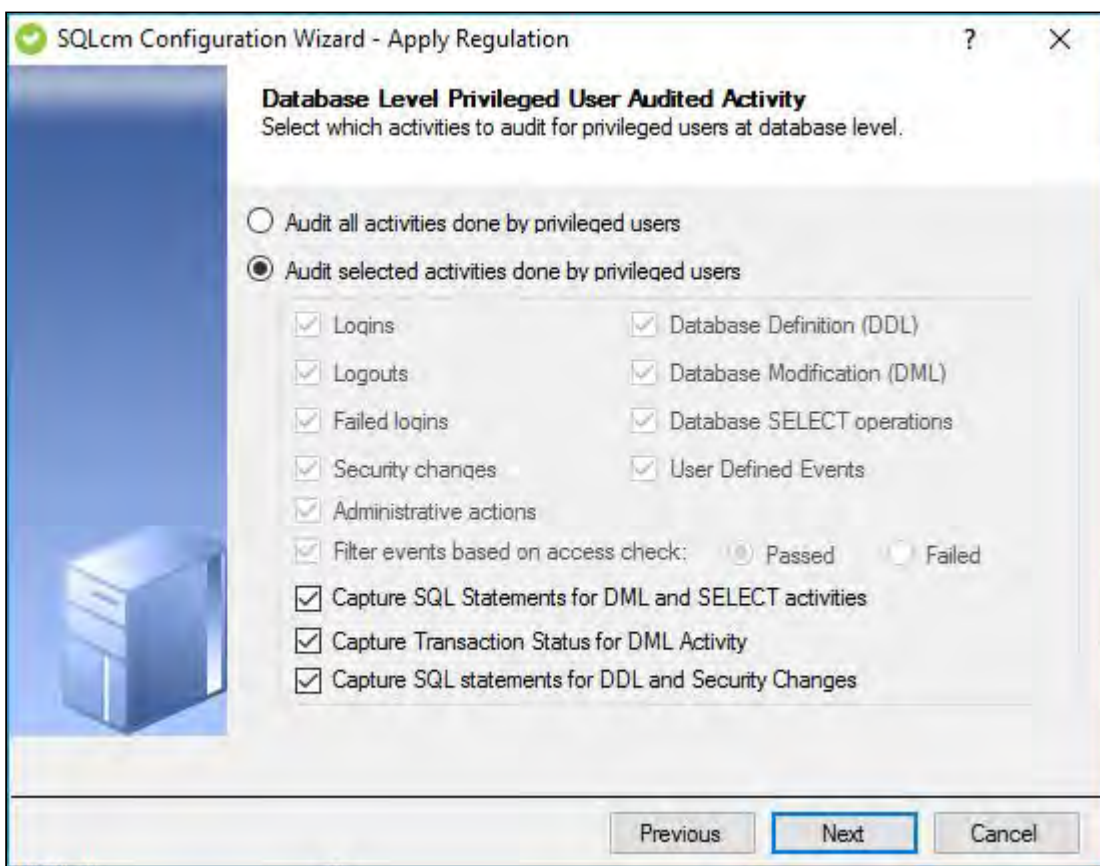 SQLcm Configuration Wizard - Apply Regulation ? ×
Database Level Privileged User Audited Activity
Select which activities to audit for privileged users at database level.
Audit all activities done by privileged users
Audit selected activities done by privileged users
Logins Database Definition (DDL)
Logouts Database Modification (DML)
Failed logins Database SELECT operations
Security changes User Defined Events
Administrative actions
Filter events based on access check: Passed Failed
Capture SQL Statements for DML and SELECT activities
Capture Transaction Status for DML Activity
Capture SQL statements for DDL and Security Changes
Previous Next Cancel